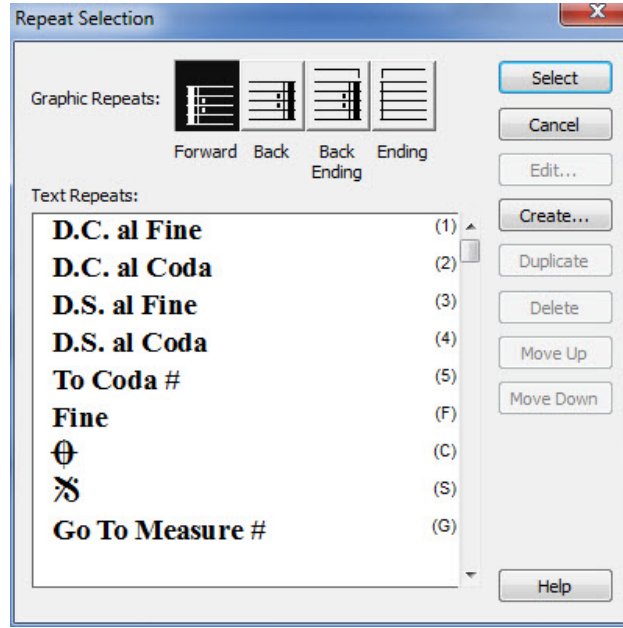 Repeat Selection
X
Graphic Repeats:
Forward Back Back Ending Ending
Text Repeats:
D.C. al Fine (1)
D.C. al Coda (2)
D.S. al Fine (3)
D.S. al Coda (4)
To Coda # (5)
Fine (F)
(C)
(S)
Go To Measure # (G)
Select
Cancel
Edit...
Create...
Duplicate
Delete
Move Up
Move Down
Help